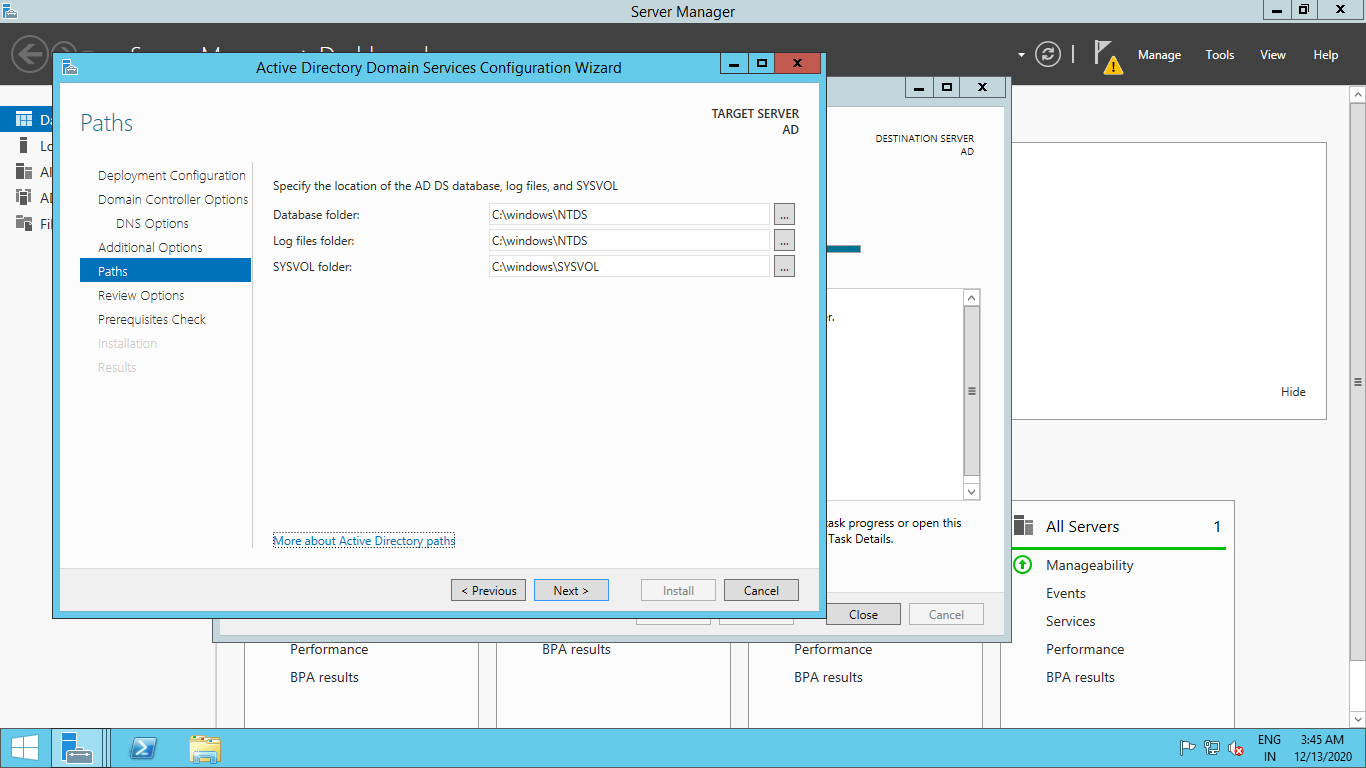 Server Manager
Manage
Tools
View
Help
Active Directory Domain Services Configuration Wizard
Paths
TARGET SERVER
AD
Deployment Configuration
Domain Controller Options
DNS Options
Additional Options
Paths
Review Options
Prerequisites Check
Installation
Results
Specify the location of the AD DS database, log files, and SYSVOL
Database folder:
C:\windows\NTDS
...
Log files folder:
C:\windows\NTDS
...
SYSVOL folder:
C:\windows\SYSVOL
...
More about Active Directory paths
< Previous
Next >
Install
Cancel
DESTINATION SERVER
AD
task progress or open this
Task Details.
Close
Cancel
Hide
All Servers
1
Manageability
Events
Services
Performance
BPA results
Performance
BPA results
BPA results
Performance
BPA results
ENG
IN
3:45 AM
12/13/2020